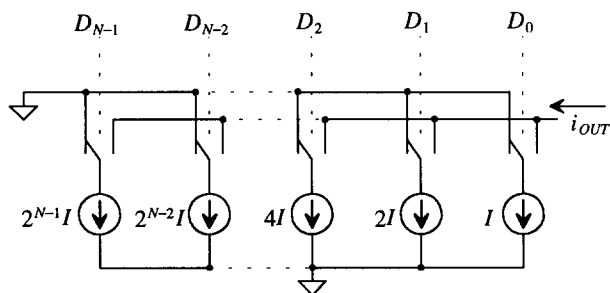 D_{N-1} D_{N-2} D_2 D_1 D_0
i_{OUT}
2^{N-1}I 2^{N-2}I 4I 2I I